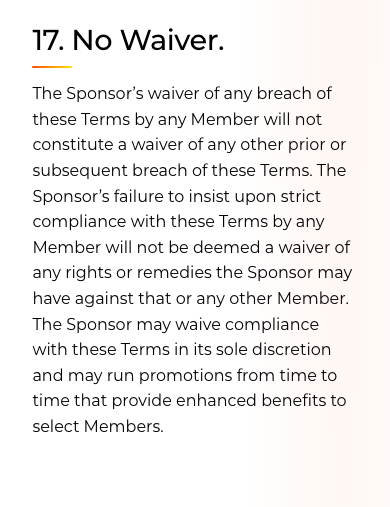 17. No Waiver.
The Sponsor’s waiver of any breach of
these Terms by any Member will not
constitute a waiver of any other prior or
subsequent breach of these Terms. The
Sponsor’s failure to insist upon strict
compliance with these Terms by any
Member will not be deemed a waiver of
any rights or remedies the Sponsor may
have against that or any other Member.
The Sponsor may waive compliance
with these Terms in its sole discretion
and may run promotions from time to
time that provide enhanced benefits to
select Members.